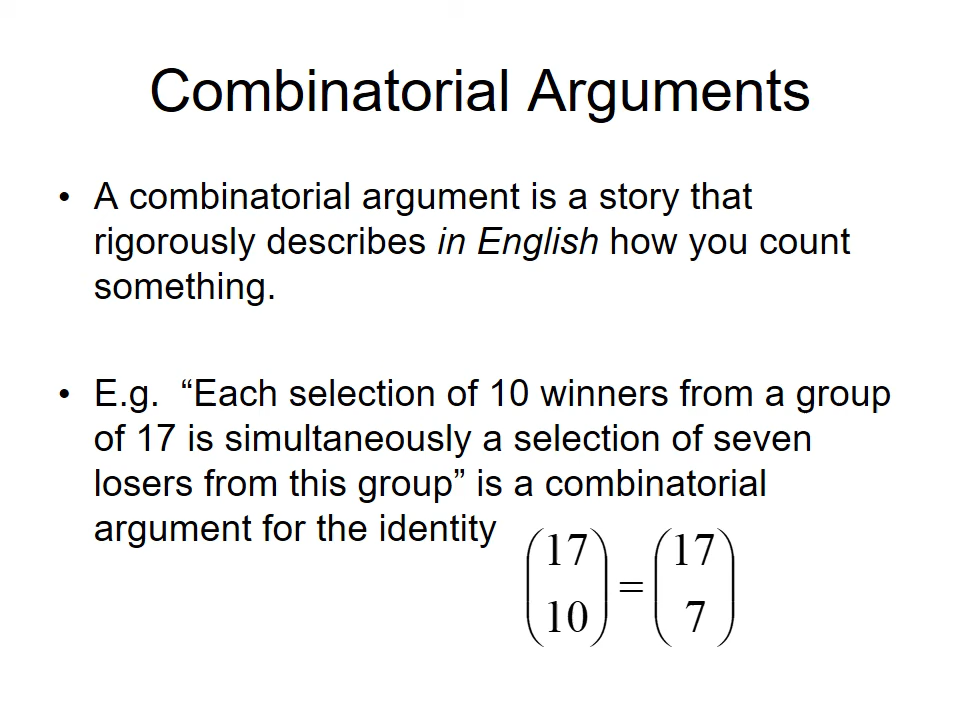 Combinatorial Arguments
• A combinatorial argument is a story that
rigorously describes in English how you count
something.
• E.g. “Each selection of 10 winners from a group
of 17 is simultaneously a selection of seven
losers from this group” is a combinatorial
argument for the identity
(17 10) = (17 7)